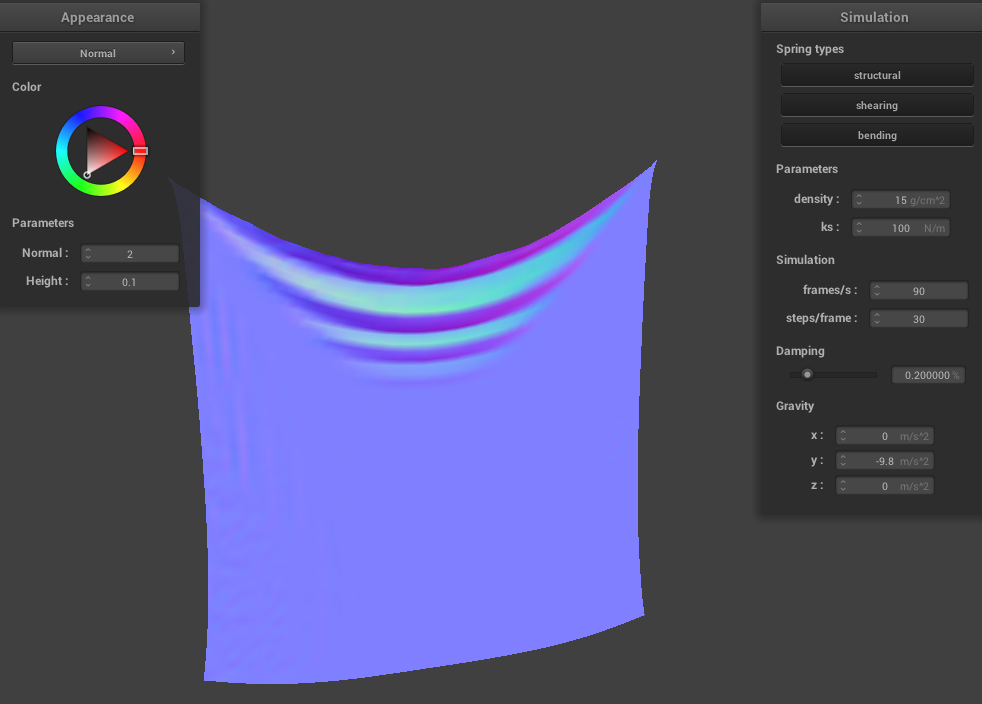 Appearance
Normal ›
Color
Parameters
Normal : 2
Height : 0.1
Simulation
Spring types
structural
shearing
bending
Parameters
density : 15 g/cm^2
ks : 100 N/m
Simulation
frames/s : 90
steps/frame : 30
Damping
0.200000 %
Gravity
x : 0 m/s^2
y : -9.8 m/s^2
z : 0 m/s^2